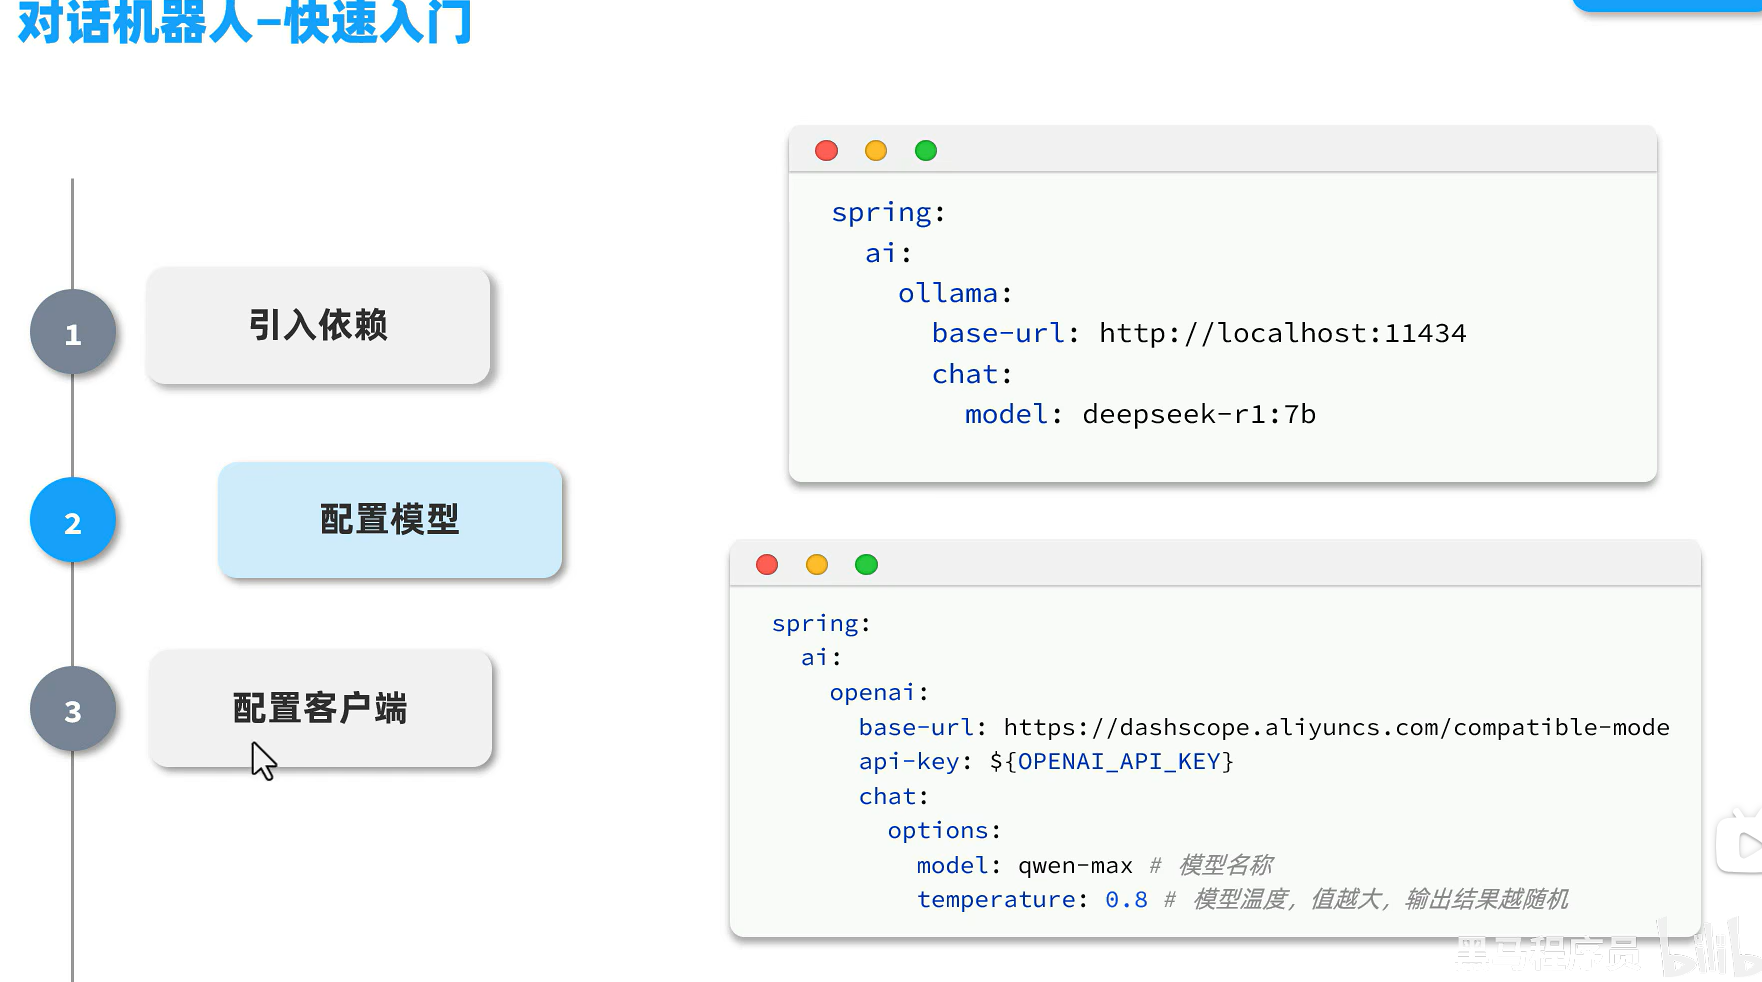 对话机器人-快速入门
1
引入依赖
2
配置模型
3
配置客户端
spring:
  ai:
    ollama:
      base-url: http://localhost:11434
      chat:
        model: deepseek-r1:7b
spring:
  ai:
    openai:
      base-url: https://dashscope.aliyuncs.com/compatible-mode
      api-key: ${OPENAI_API_KEY}
      chat:
        options:
          model: qwen-max # 模型名称
          temperature: 0.8 # 模型温度，值越大，输出结果越随机
黑马程序员 bilibili